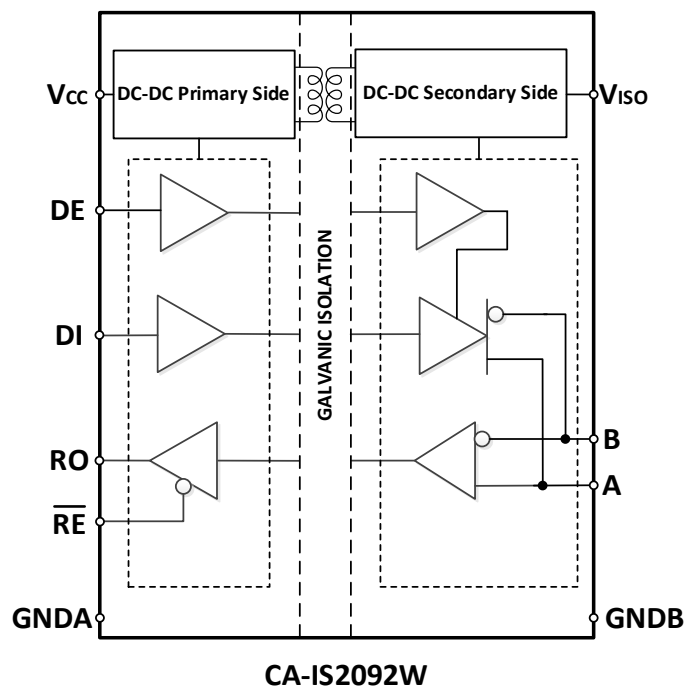 DC-DC Primary Side
DC-DC Secondary Side
VCC
VISO
DE
DI
GALVANIC ISOLATION
RO
B
A
RE
GNDA
GNDB
CA-IS2092W